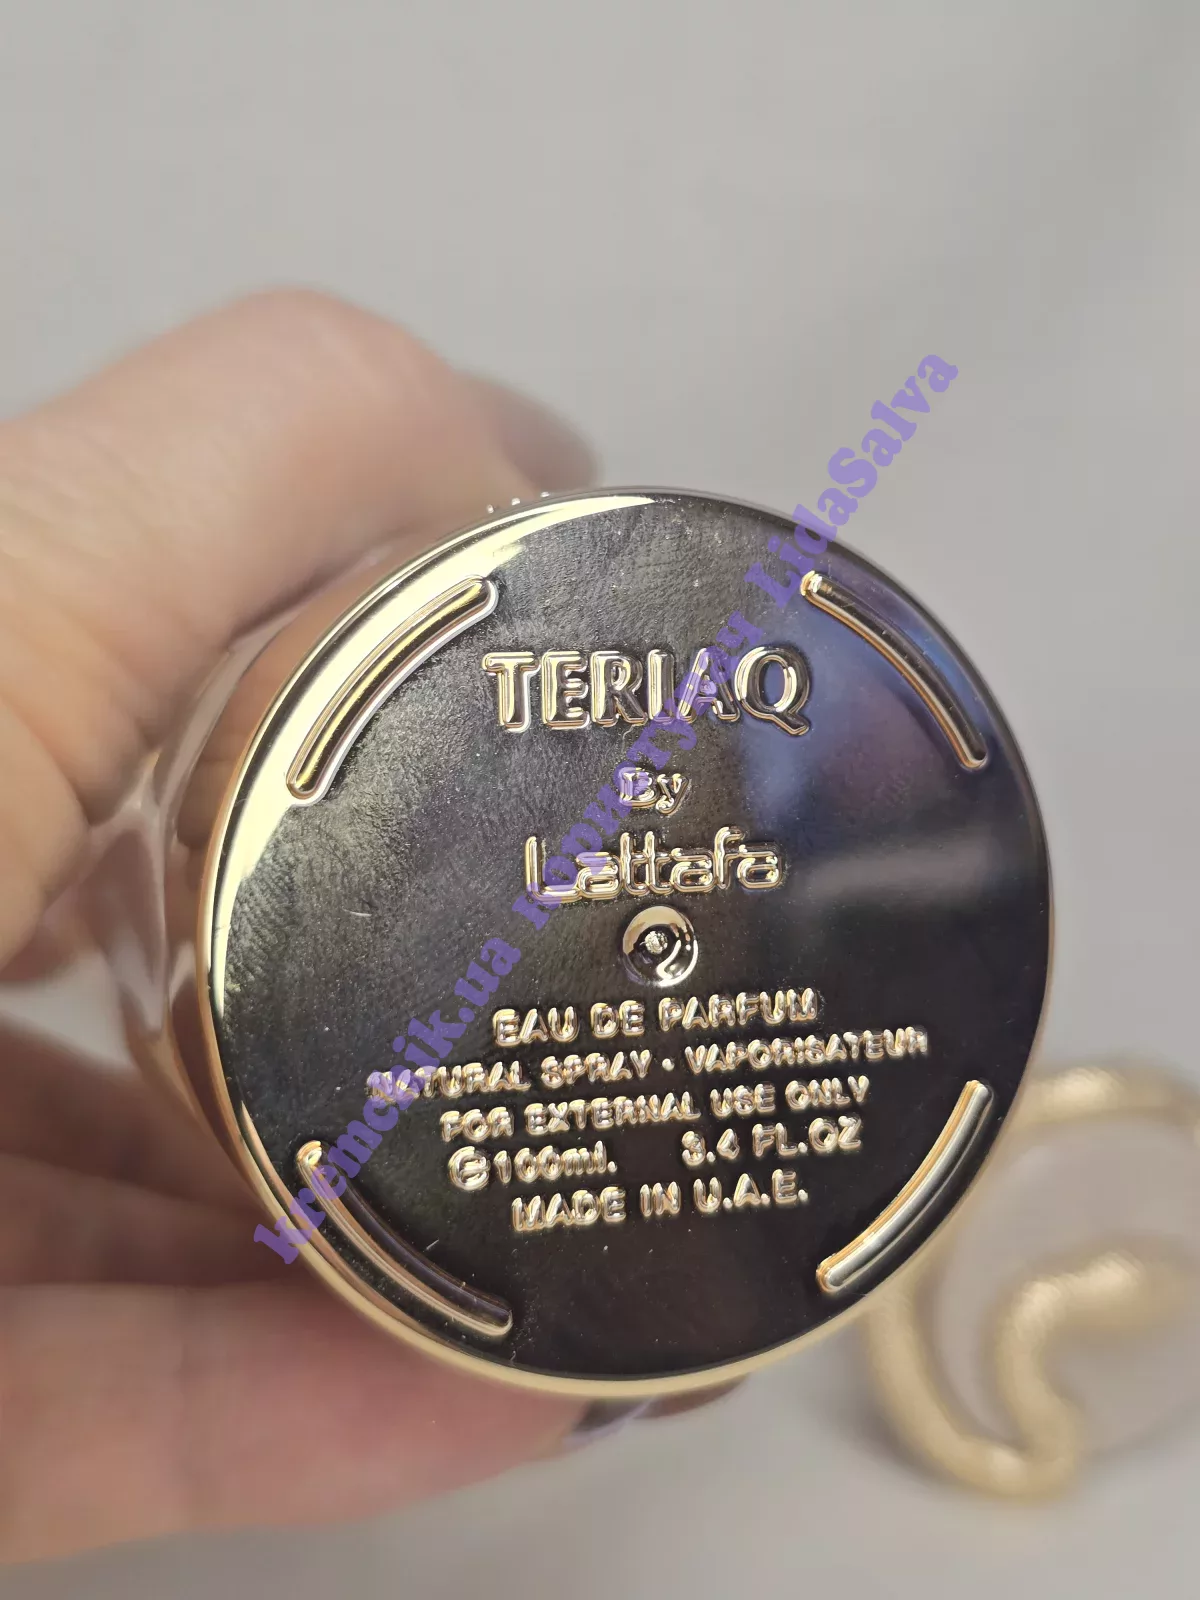 TERIAQ
By
Lattafa
EAU DE PARFUM
NATURAL SPRAY • VAPORISATEUR
FOR EXTERNAL USE ONLY
℮100ml. 3.4 FL.OZ
MADE IN U.A.E.
kremchik.ua користувач LidaSalva